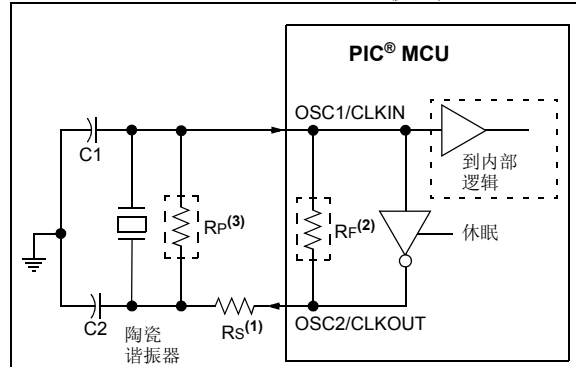 PIC® MCU
OSC1/CLKIN
C1
到内部
逻辑
RP(3)
RF(2)
休眠
C2
陶瓷
谐振器
RS(1)
OSC2/CLKOUT